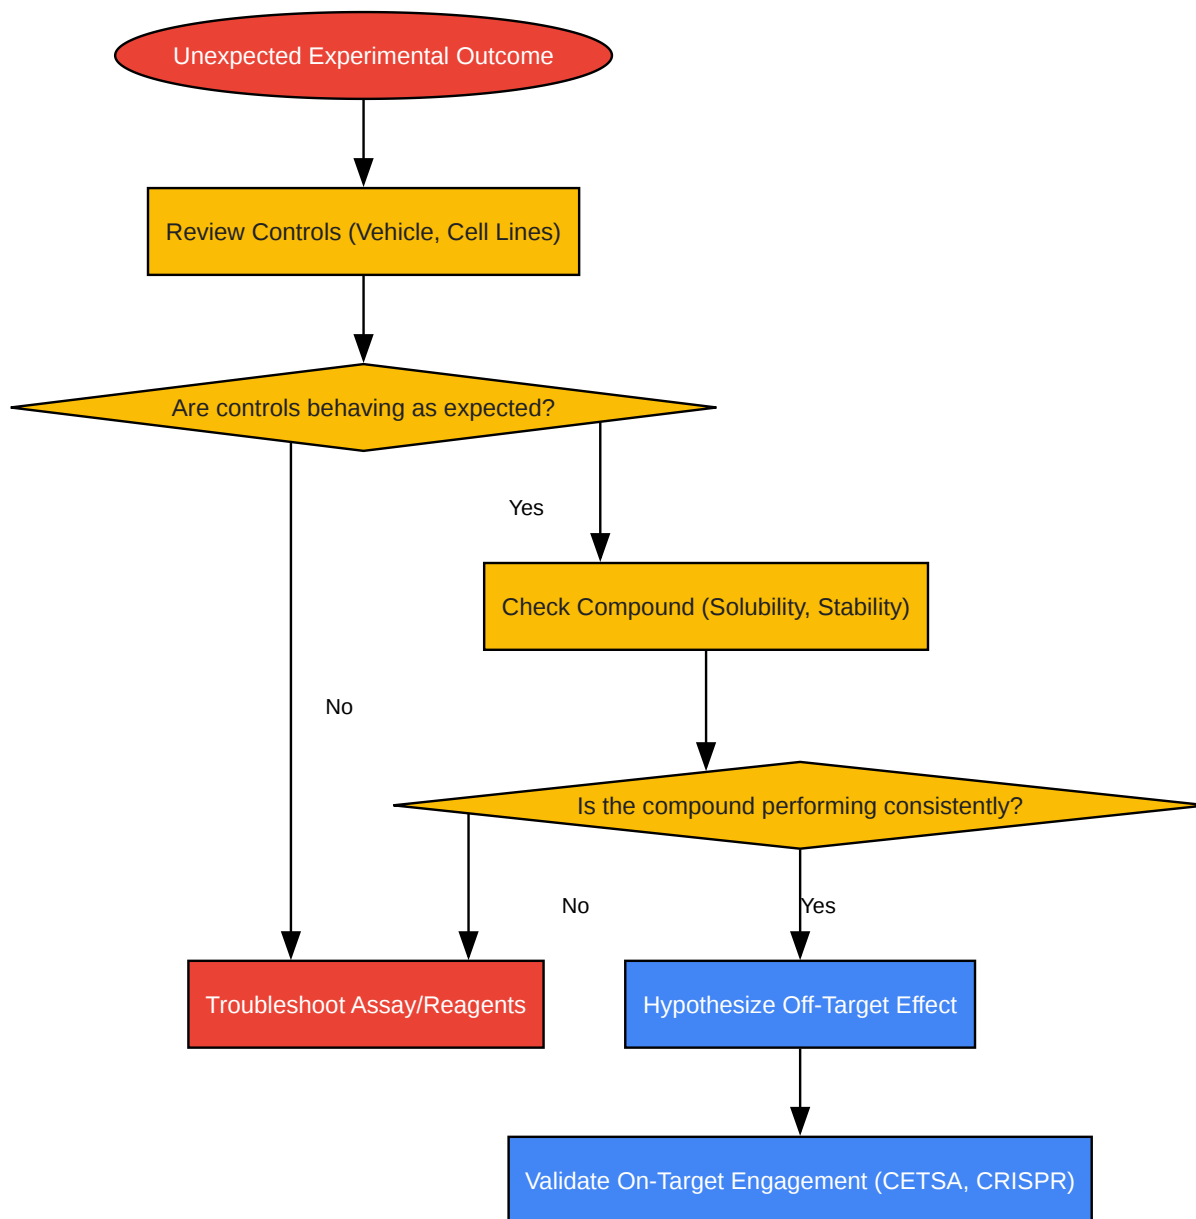 Unexpected Experimental Outcome
Review Controls (Vehicle, Cell Lines)
Are controls behaving as expected?
Yes
Check Compound (Solubility, Stability)
No
Is the compound performing consistently?
No
Yes
Troubleshoot Assay/Reagents
Hypothesize Off-Target Effect
Validate On-Target Engagement (CETSA, CRISPR)